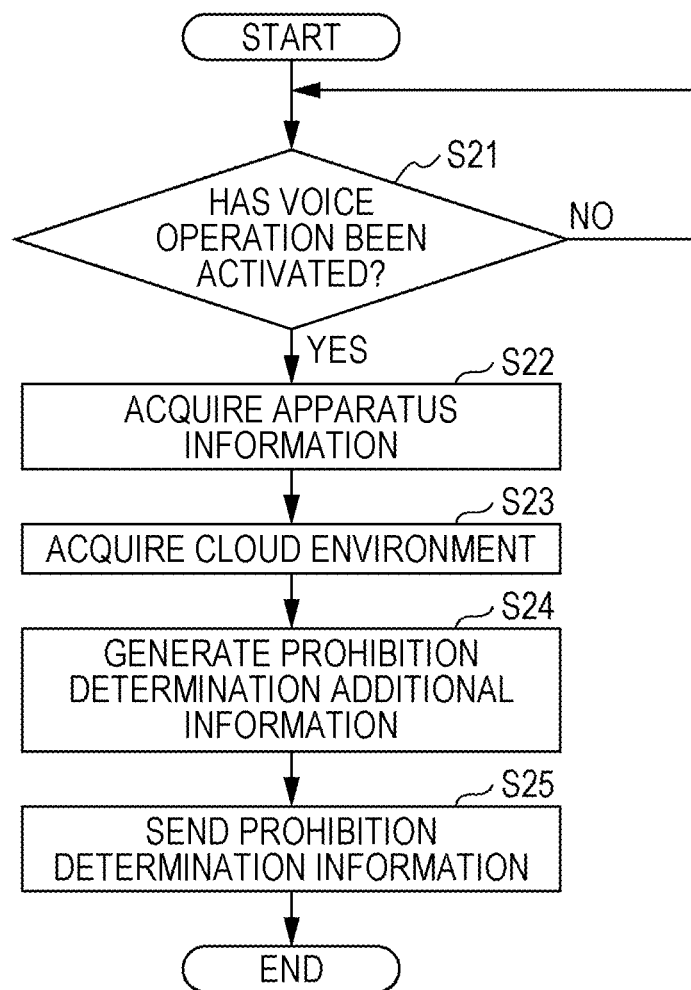 START
S21
HAS VOICE
OPERATION BEEN
ACTIVATED?
NO
YES
S22
ACQUIRE APPARATUS
INFORMATION
S23
ACQUIRE CLOUD ENVIRONMENT
S24
GENERATE PROHIBITION
DETERMINATION ADDITIONAL
INFORMATION
S25
SEND PROHIBITION
DETERMINATION INFORMATION
END